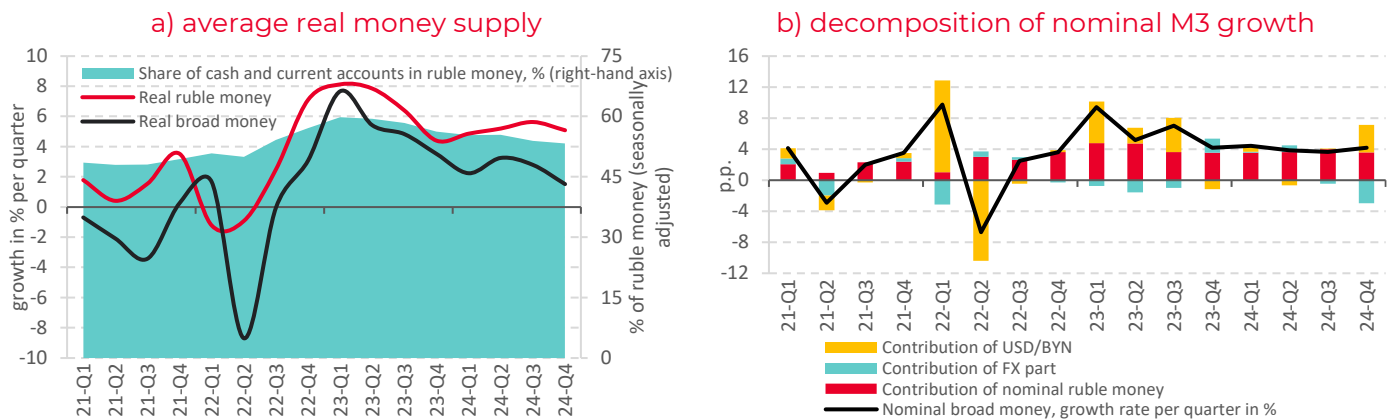 a) average real money supply
growth in % per quarter
10
8
6
4
2
0
-2
-4
-6
-8
-10
Share of cash and current accounts in ruble money, % (right-hand axis)
Real ruble money
Real broad money
75
60
45
30
15
0
% of ruble money (seasonally
adjusted)
21-Q1
21-Q2
21-Q3
21-Q4
22-Q1
22-Q2
22-Q3
22-Q4
23-Q1
23-Q2
23-Q3
23-Q4
24-Q1
24-Q2
24-Q3
24-Q4
b) decomposition of nominal M3 growth
p.p.
16
12
8
4
0
-4
-8
-12
21-Q1
21-Q2
21-Q3
21-Q4
22-Q1
22-Q2
22-Q3
22-Q4
23-Q1
23-Q2
23-Q3
23-Q4
24-Q1
24-Q2
24-Q3
24-Q4
Contribution of USD/BYN
Contribution of FX part
Contribution of nominal ruble money
Nominal broad money, growth rate per quarter in %